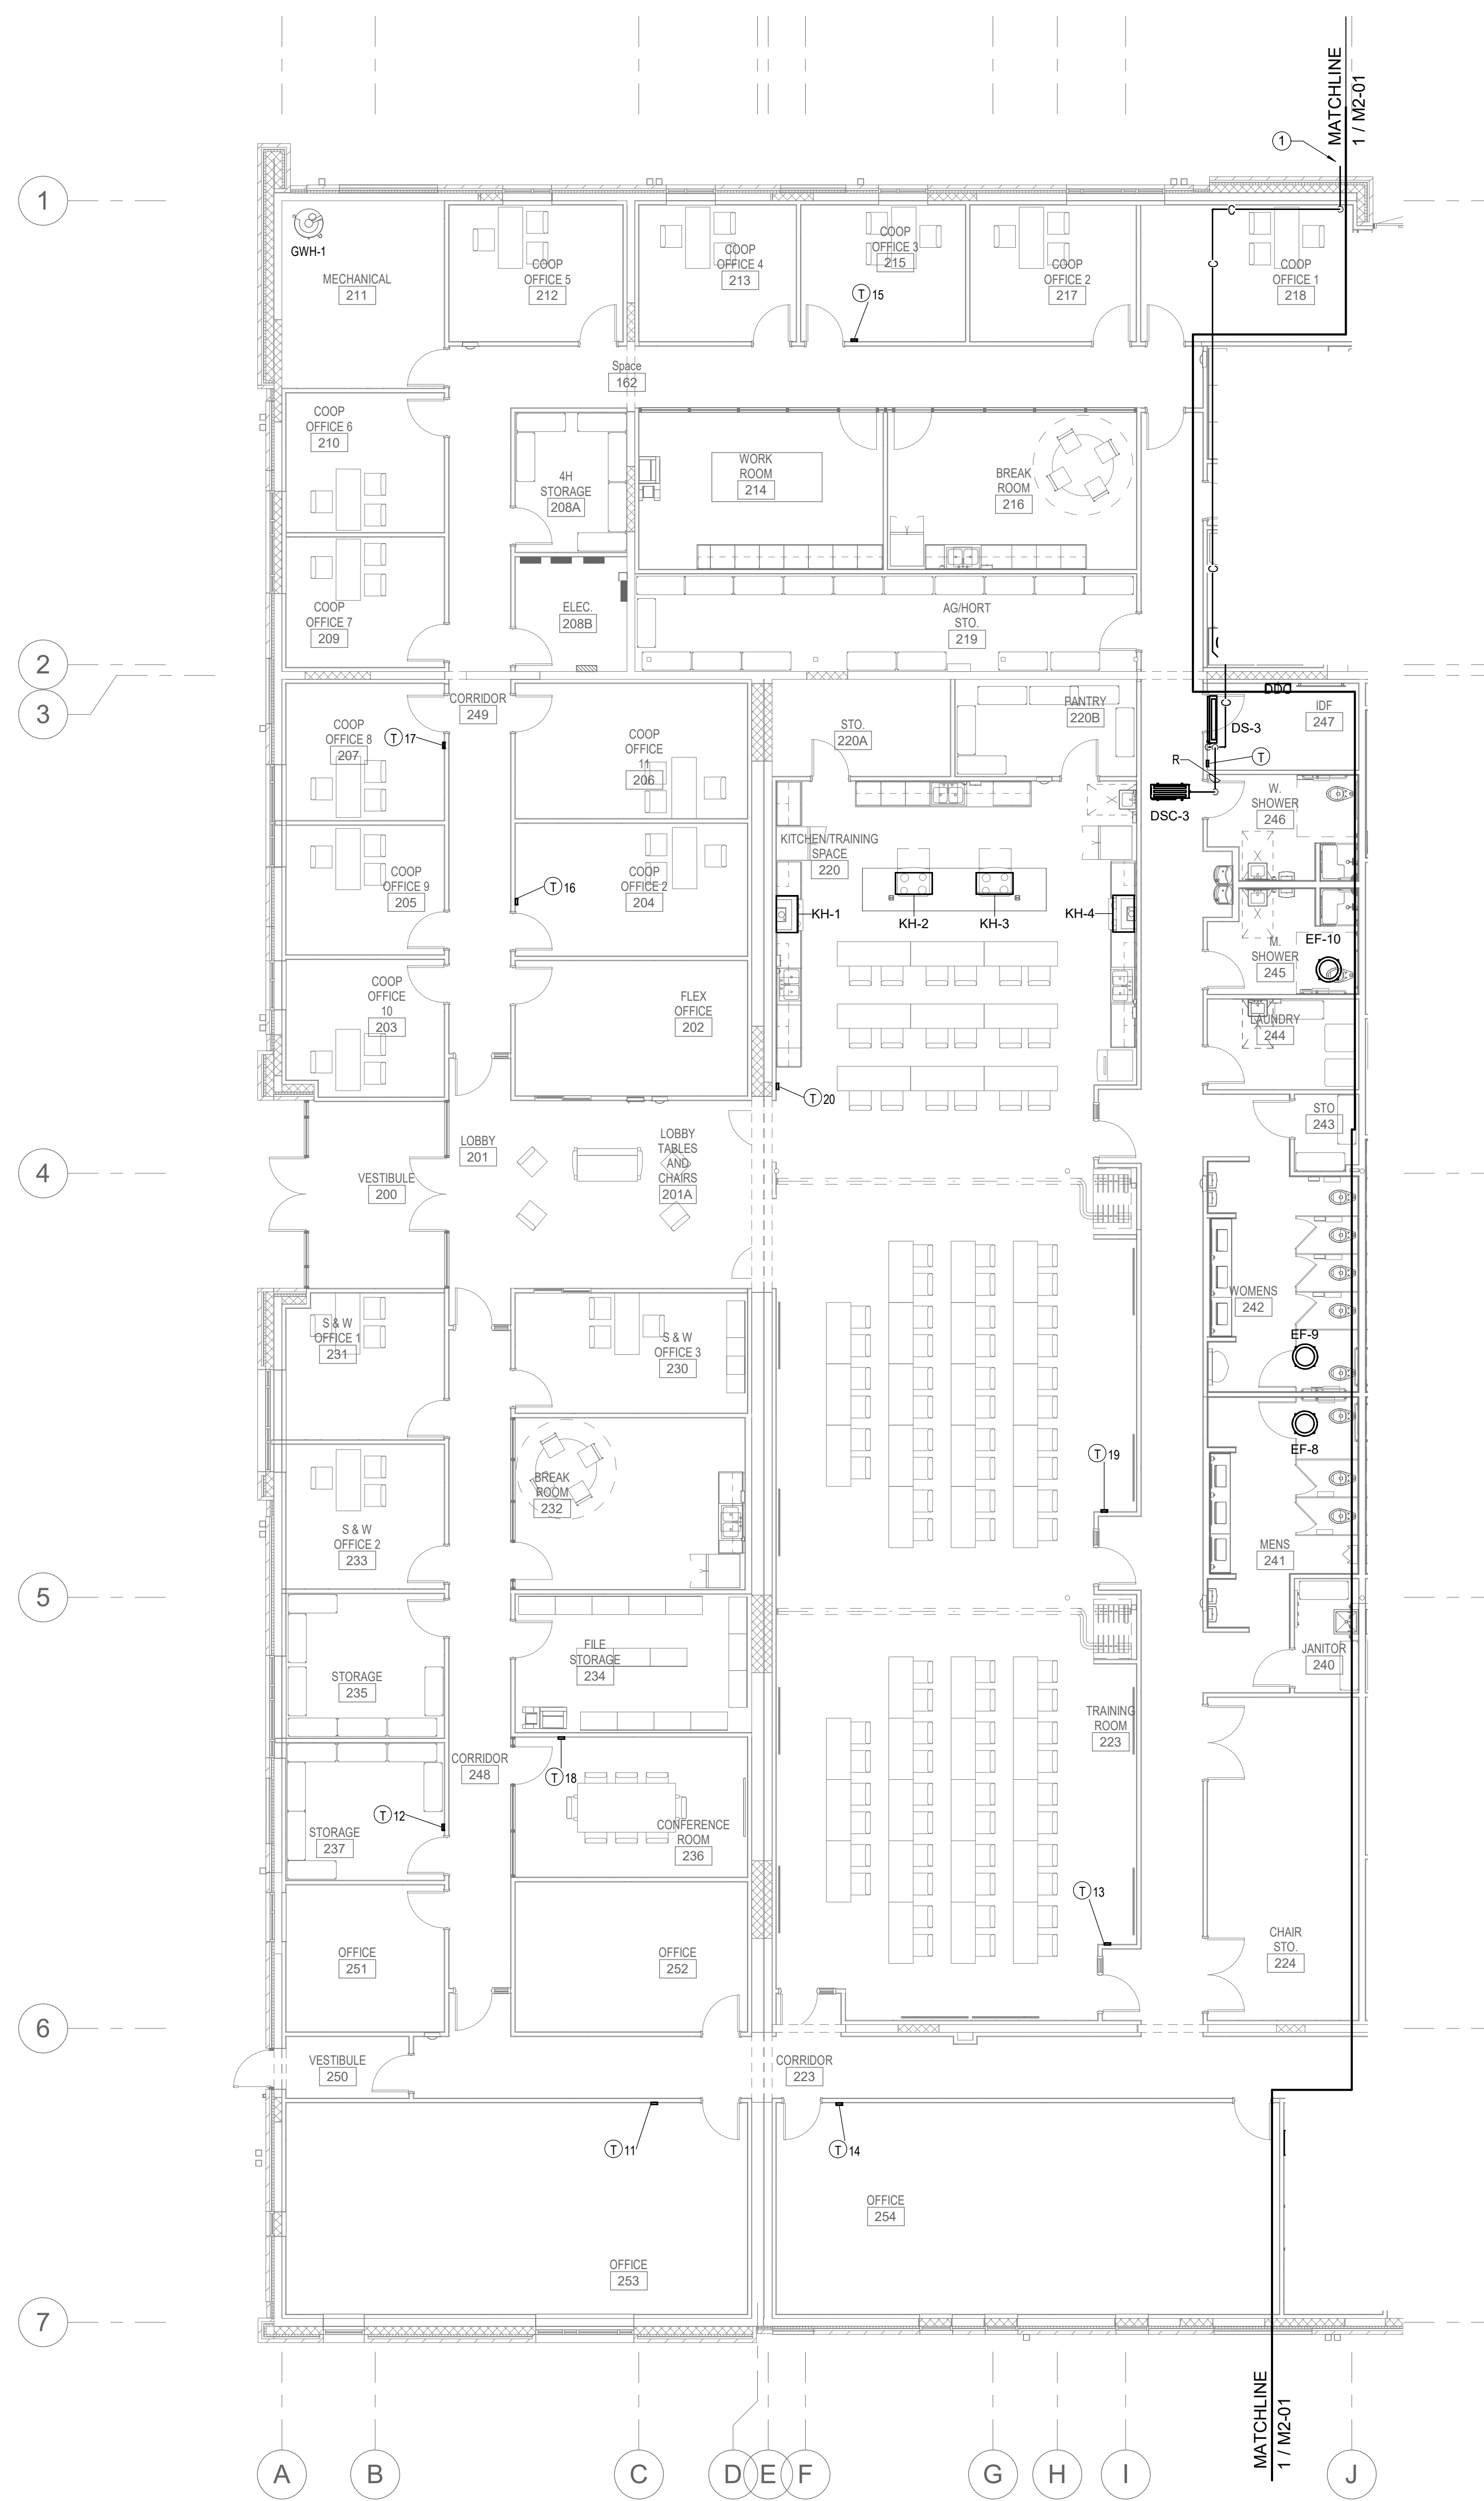 MATCHLINE
1 / M2-01
1
1
C
GWH-1
MECHANICAL
211
COOP
OFFICE 5
212
COOP
OFFICE 4
213
COOP
OFFICE 3
215
COOP
OFFICE 2
217
COOP
OFFICE 1
218
C
T 15
Space
162
COOP
OFFICE 6
210
4H
STORAGE
208A
WORK
ROOM
214
BREAK
ROOM
216
C
COOP
OFFICE 7
209
ELEC.
208B
AG/HORT
STO.
219
2
3
CORRIDOR
249
COOP
OFFICE 8
207
T 17
COOP
OFFICE
11
206
STO.
220A
PANTRY
220B
C
IDF
247
DS-3
T
R
DSC-3
W.
SHOWER
246
KITCHEN/TRAINING
SPACE
220
COOP
OFFICE 9
205
T 16
COOP
OFFICE 2
204
KH-1
KH-2
KH-3
KH-4
EF-10
M.
SHOWER
245
COOP
OFFICE
10
203
FLEX
OFFICE
202
LAUNDRY
244
T 20
STO
243
LOBBY
201
LOBBY
TABLES
AND
CHAIRS
201A
4
VESTIBULE
200
WOMENS
242
S & W
OFFICE 1
231
S & W
OFFICE 3
230
EF-9
EF-8
T 19
BREAK
ROOM
232
S & W
OFFICE 2
233
MENS
241
5
FILE
STORAGE
234
JANITOR
240
STORAGE
235
TRAINING
ROOM
223
CORRIDOR
248
T 18
T 12
STORAGE
237
CONFERENCE
ROOM
236
T 13
OFFICE
251
OFFICE
252
CHAIR
STO.
224
6
VESTIBULE
250
CORRIDOR
223
T 11
T 14
OFFICE
254
OFFICE
253
7
MATCHLINE
1 / M2-01
A
B
C
D
E
F
G
H
I
J